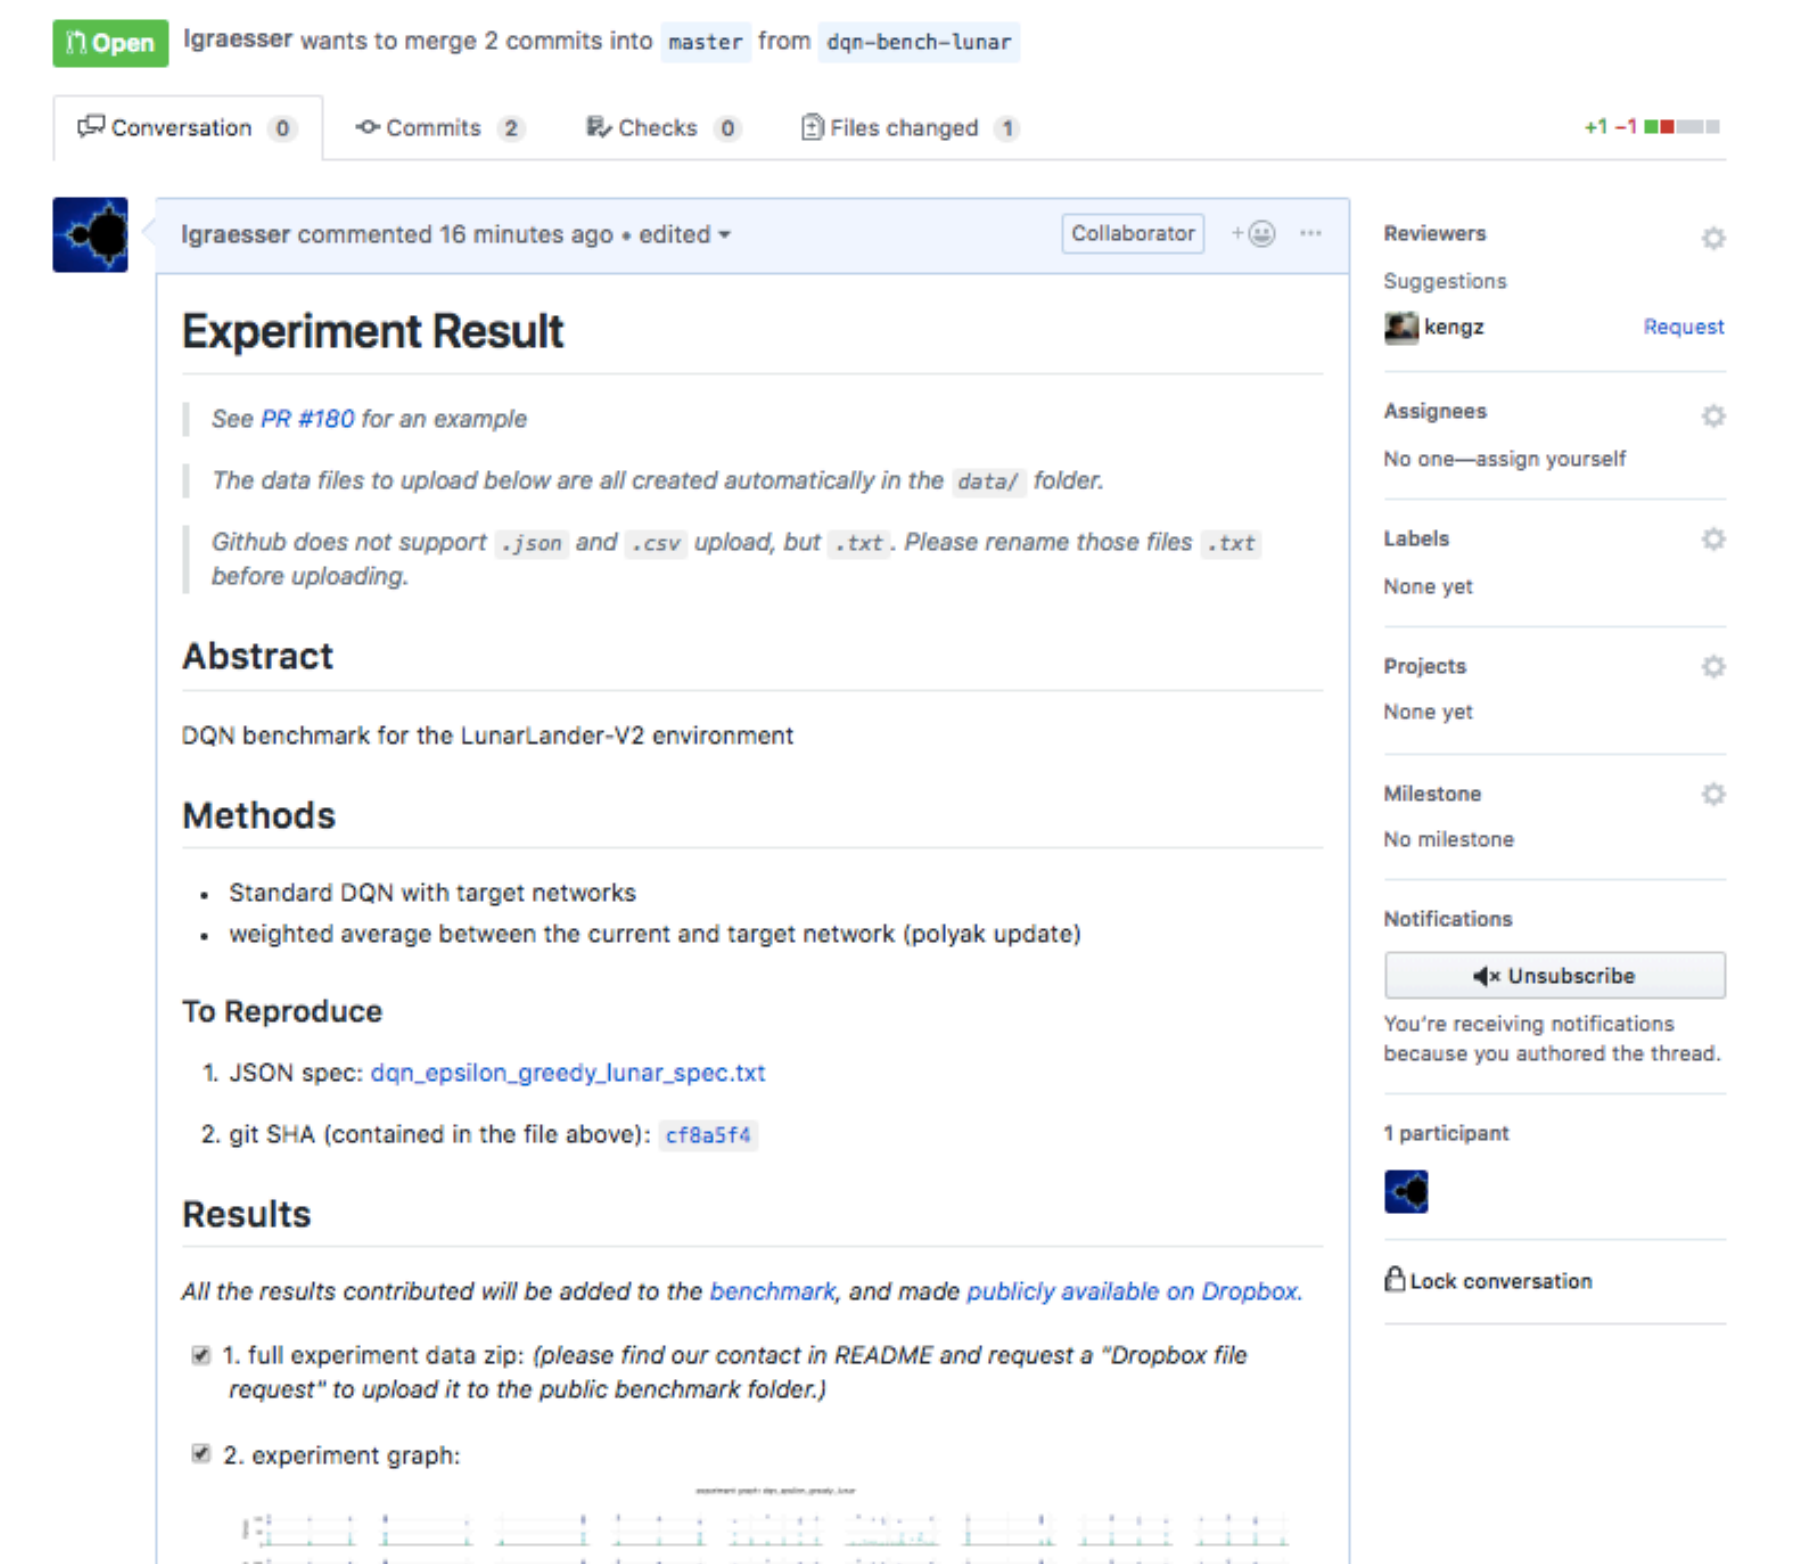 Open lgraesser wants to merge 2 commits into master from dqn-bench-lunar
Conversation 0 Commits 2 Checks 0 Files changed 1 +1 −1
lgraesser commented 16 minutes ago • edited Collaborator
Experiment Result
See PR #180 for an example
The data files to upload below are all created automatically in the data/ folder.
Github does not support .json and .csv upload, but .txt. Please rename those files .txt
before uploading.
Abstract
DQN benchmark for the LunarLander-V2 environment
Methods
• Standard DQN with target networks
• weighted average between the current and target network (polyak update)
To Reproduce
1. JSON spec: dqn_epsilon_greedy_lunar_spec.txt
2. git SHA (contained in the file above): cf8a5f4
Results
All the results contributed will be added to the benchmark, and made publicly available on Dropbox.
1. full experiment data zip: (please find our contact in README and request a "Dropbox file
request" to upload it to the public benchmark folder.)
2. experiment graph:
experiment graph: dqn_epsilon_greedy_lunar
Reviewers
Suggestions
kengz Request
Assignees
No one—assign yourself
Labels
None yet
Projects
None yet
Milestone
No milestone
Notifications
Unsubscribe
You're receiving notifications
because you authored the thread.
1 participant
Lock conversation